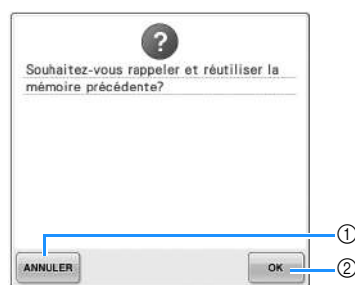 ?
Souhaitez-vous rappeler et réutiliser la
mémoire précédente?
①
ANNULER OK ②